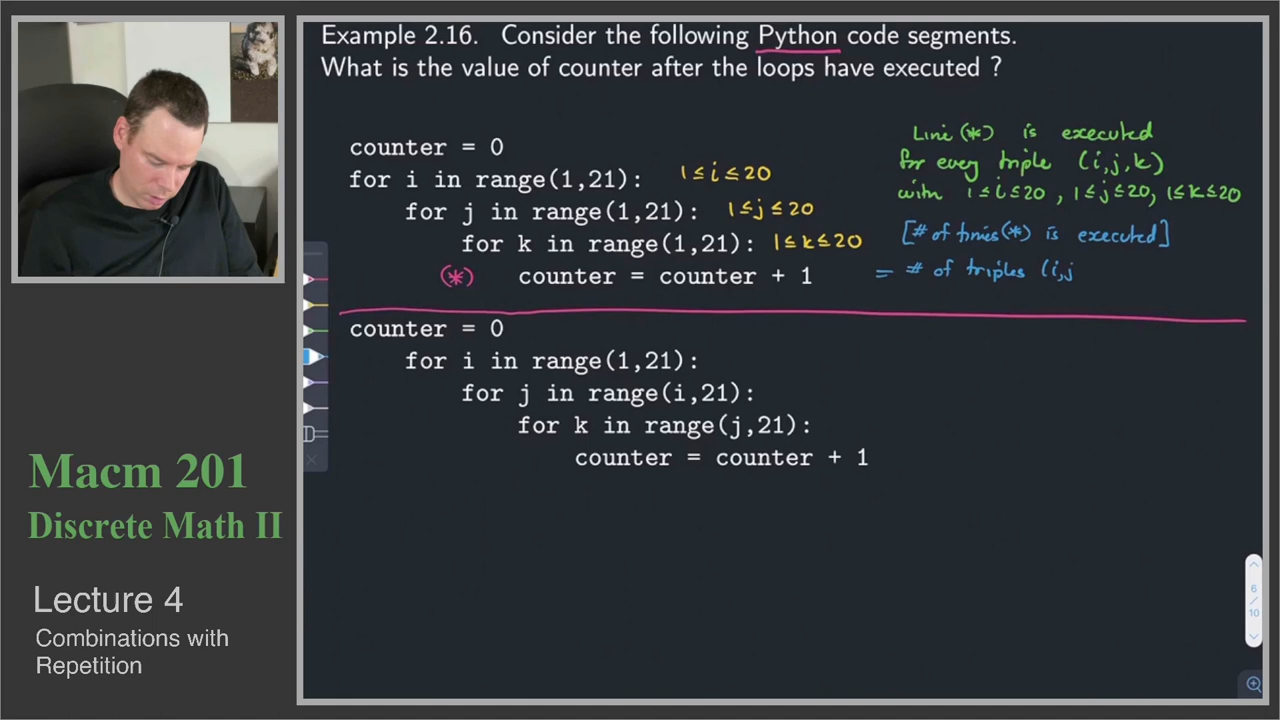 Example 2.16. Consider the following Python code segments.
What is the value of counter after the loops have executed ?
counter = 0
for i in range(1,21): 1 ≤ i ≤ 20
for j in range(1,21): 1 ≤ j ≤ 20
for k in range(1,21): 1 ≤ k ≤ 20
(*) counter = counter + 1
Line (*) is executed
for every triple (i,j,k)
with 1 ≤ i ≤ 20, 1 ≤ j ≤ 20, 1 ≤ k ≤ 20
[# of times (*) is executed]
= # of triples (i,j
counter = 0
for i in range(1,21):
for j in range(i,21):
for k in range(j,21):
counter = counter + 1
Macm 201
Discrete Math II
Lecture 4
Combinations with
Repetition
6
/
10